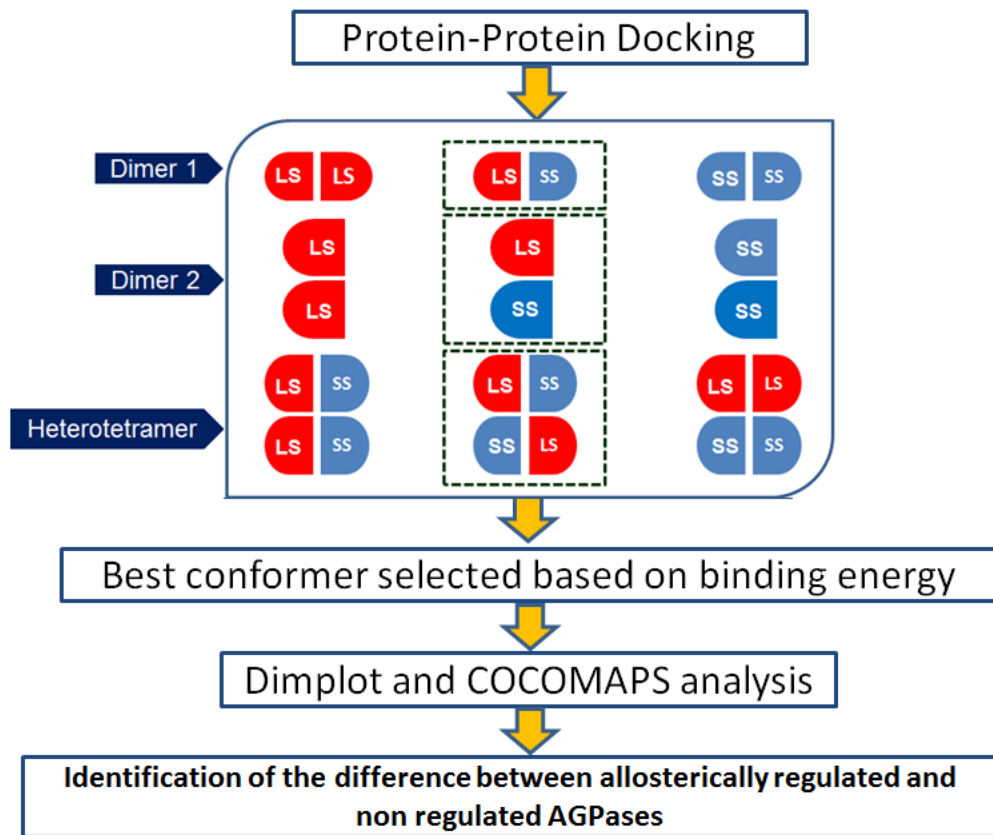 Protein-Protein Docking
Dimer 1
LS LS LS SS SS SS
LS LS SS
Dimer 2
LS SS SS
LS SS LS SS LS LS
Heterotetramer
LS SS SS LS SS SS
Best conformer selected based on binding energy
Dimplot and COCOMAPS analysis
Identification of the difference between allosterically regulated and
non regulated AGPases